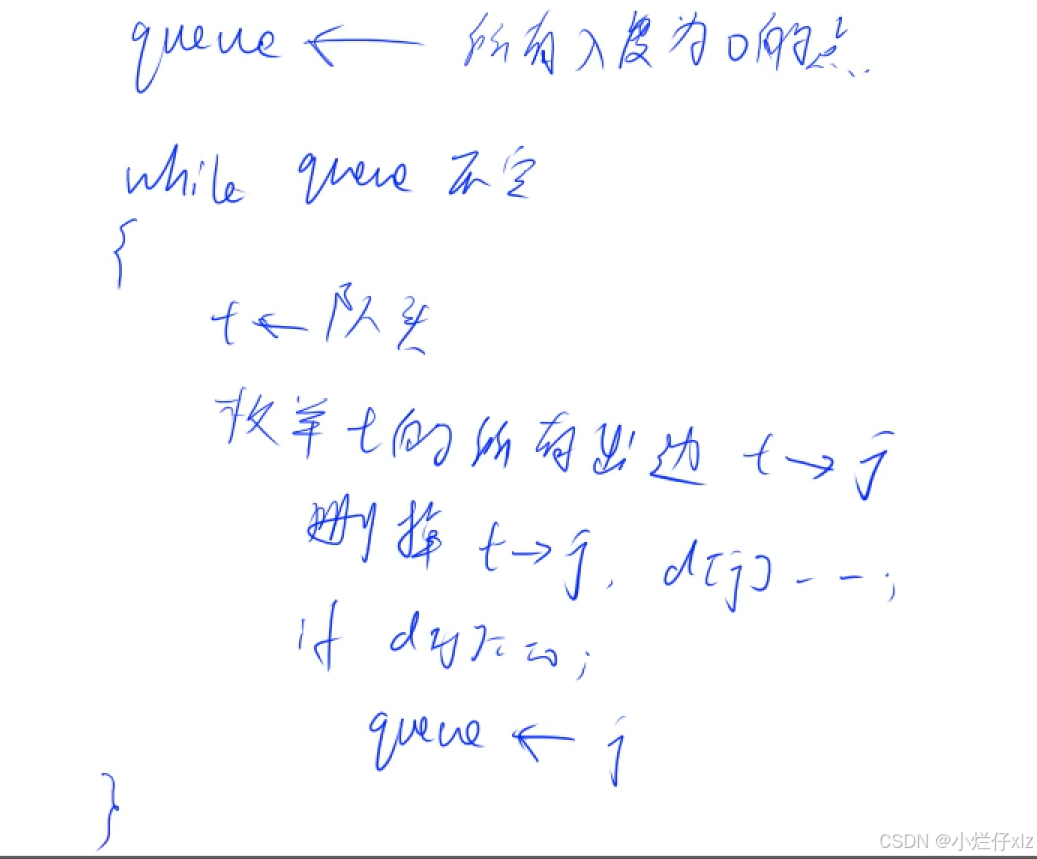 queue ← 所有入度为0的点
while queue 不空
{
t ← 队头
枚举 t 的所有出边 t → j
删掉 t → j, d[j]--;
if d[j]==0;
queue ← j
}
CSDN @小烂仔xlz